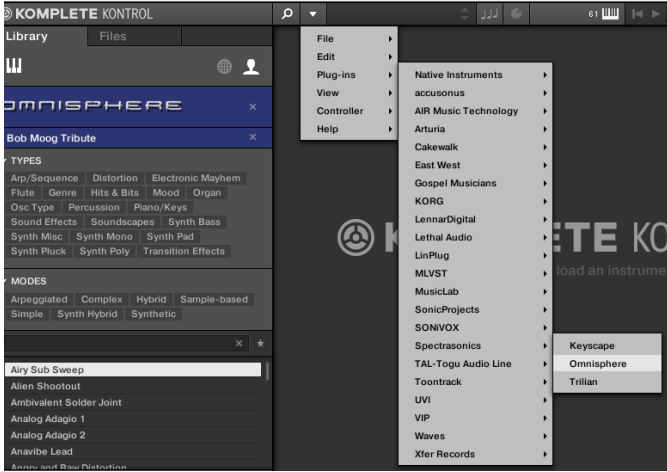 KOMPLETE KONTROL
61
Library Files
OMNISPHERE ×
Bob Moog Tribute ×
TYPES
Arp/Sequence Distortion Electronic Mayhem
Flute Genre Hits & Bits Mood Organ
Osc Type Percussion Piano/Keys
Sound Effects Soundscapes Synth Bass
Synth Misc Synth Mono Synth Pad
Synth Pluck Synth Poly Transition Effects
MODES
Arpeggiated Complex Hybrid Sample-based
Simple Synth Hybrid Synthetic
×
Airy Sub Sweep
Alien Shootout
Ambivalent Solder Joint
Analog Adagio 1
Analog Adagio 2
Anavibe Lead
Angry and Raw Distortion
File
Edit
Plug-ins
View
Controller
Help
Native Instruments
accusonus
AIR Music Technology
Arturia
Cakewalk
East West
Gospel Musicians
KORG
LennarDigital
Lethal Audio
LinPlug
MLVST
MusicLab
SonicProjects
SONiVOX
Spectrasonics
TAL-Togu Audio Line
Toontrack
UVI
VIP
Waves
Xfer Records
Keyscape
Omnisphere
Trilian
K ETE KO
load an instrume